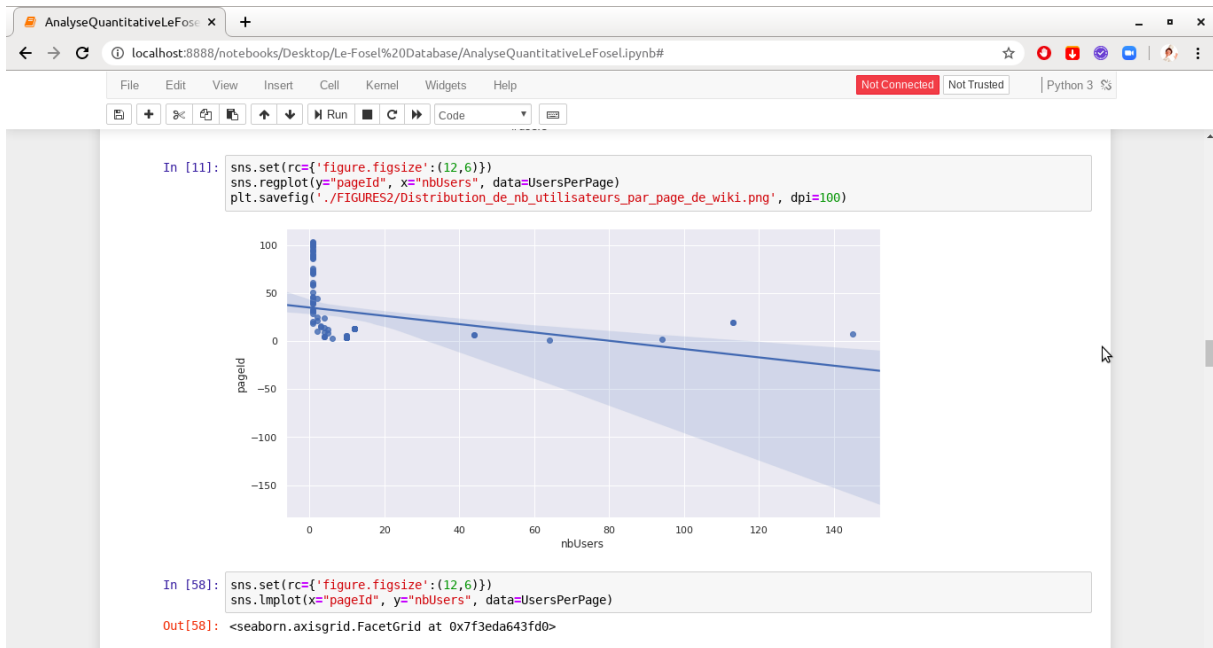 AnalyseQuantitativeLeFose
localhost:8888/notebooks/Desktop/Le-Fosel%20Database/AnalyseQuantitativeLeFosel.ipynb#
File Edit View Insert Cell Kernel Widgets Help Not Connected Not Trusted Python 3
Run Code
In [11]: sns.set(rc={'figure.figsize':(12,6)})
sns.regplot(y="pageId", x="nbUsers", data=UsersPerPage)
plt.savefig('./FIGURES2/Distribution_de_nb_utilisateurs_par_page_de_wiki.png', dpi=100)
100
50
0
−50
−100
−150
pageId
0 20 40 60 80 100 120 140
nbUsers
In [58]: sns.set(rc={'figure.figsize':(12,6)})
sns.lmplot(x="pageId", y="nbUsers", data=UsersPerPage)
Out[58]: <seaborn.axisgrid.FacetGrid at 0x7f3eda643fd0>